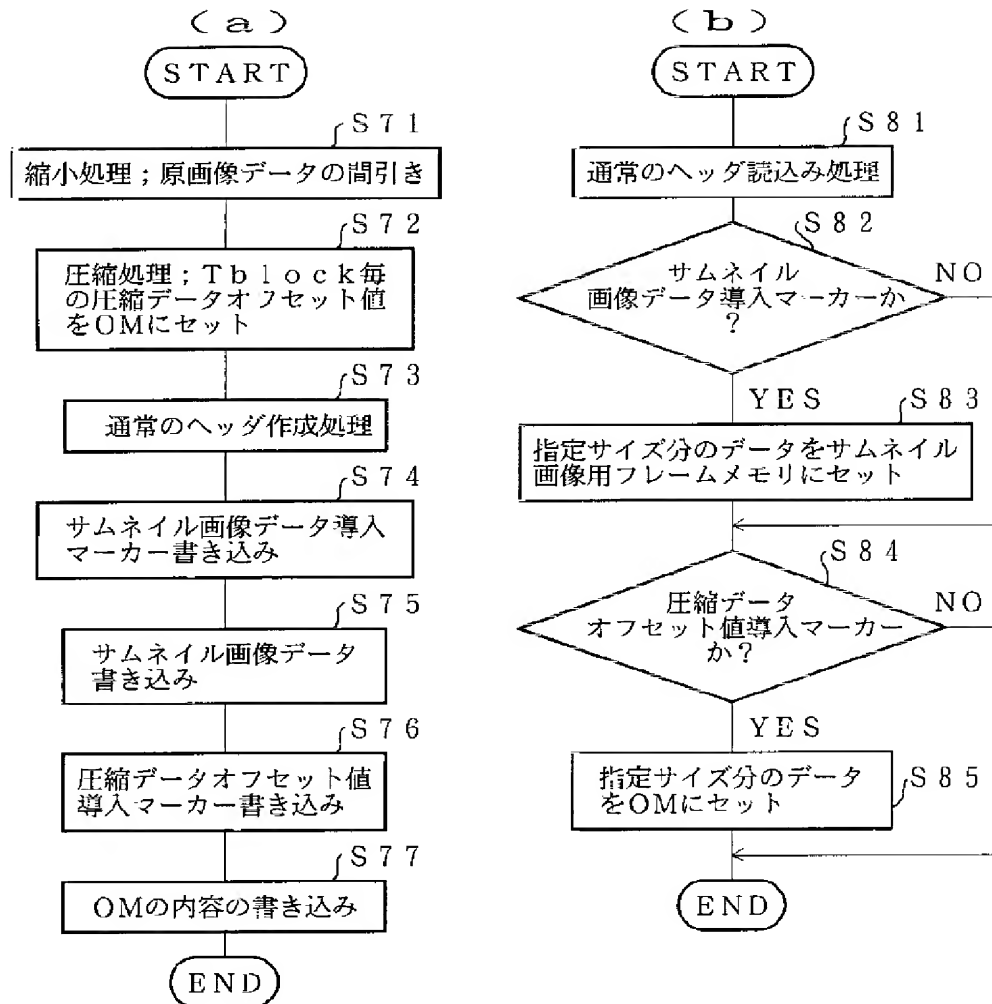 (a)
START
S71
縮小処理；原画像データの間引き
S72
圧縮処理；Tblock毎
の圧縮データオフセット値
をOMにセット
S73
通常のヘッダ作成処理
S74
サムネイル画像データ導入
マーカー書き込み
S75
サムネイル画像データ
書き込み
S76
圧縮データオフセット値
導入マーカー書き込み
S77
OMの内容の書き込み
END
(b)
START
S81
通常のヘッダ読込み処理
S82
サムネイル
画像データ導入マーカーか
？
NO
YES
S83
指定サイズ分のデータをサムネイル
画像用フレームメモリにセット
S84
圧縮データ
オフセット値導入マーカー
か？
NO
YES
指定サイズ分のデータ
をOMにセット
S85
END